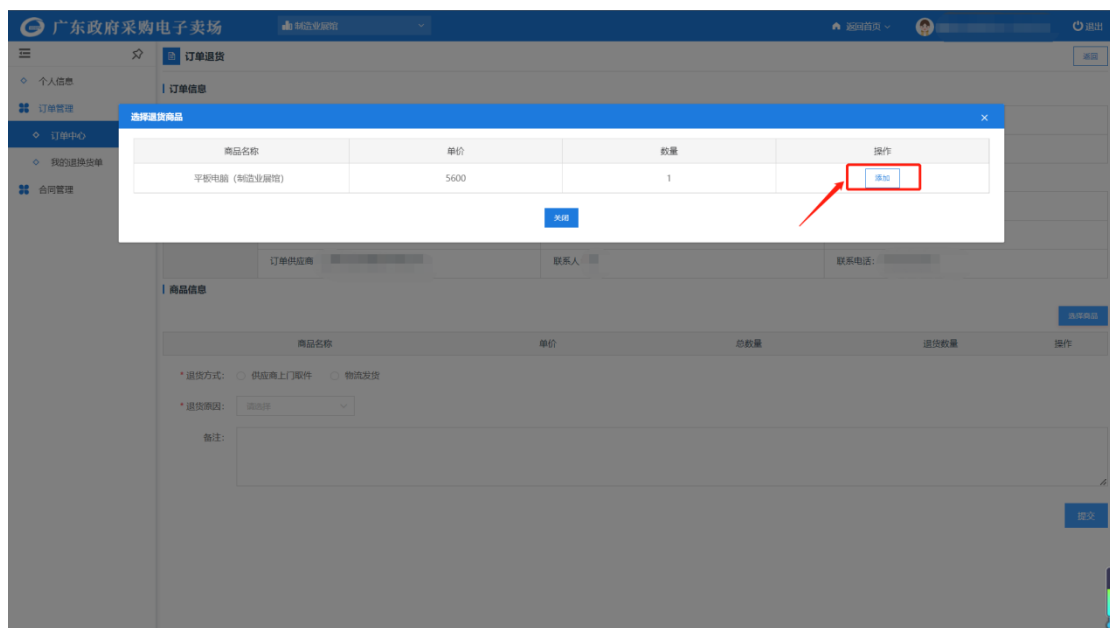 广东政府采购电子卖场 制造业展馆 返回首页 退出
订单退货 返回
个人信息
订单信息
订单管理
选择退货商品 ×
订单中心
商品名称 单价 数量 操作
我的退换货单
平板电脑（制造业展馆） 5600 1 添加
合同管理
关闭
订单供应商 联系人 联系电话:
商品信息
选择商品
商品名称 单价 总数量 退货数量 操作
* 退货方式: 供应商上门取件 物流发货
* 退货原因: 请选择
备注:
提交